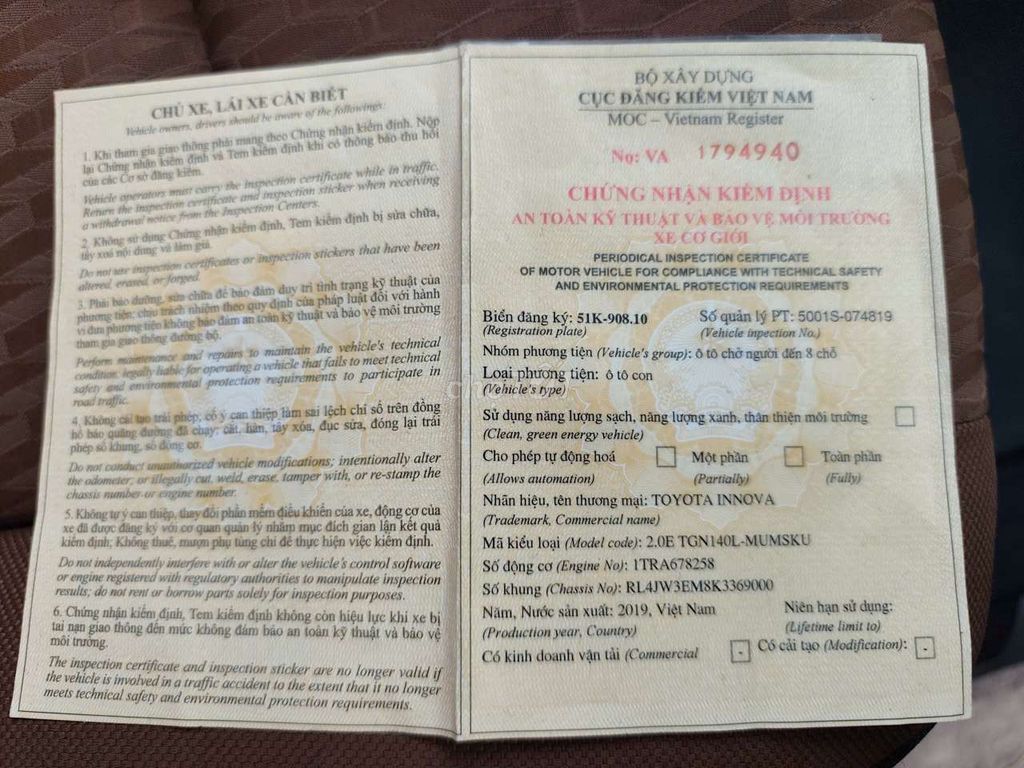 CHỦ XE, LÁI XE CẦN BIẾT
Vehicle owners, drivers should be aware of the followings:
1. Khi tham gia giao thông phải mang theo Chứng nhận kiểm định. Nộp
lại Chứng nhận kiểm định và Tem kiểm định khi có thông báo thu hồi
của các Cơ sở đăng kiểm.
Vehicle operators must carry the inspection certificate while in traffic.
Return the inspection certificate and inspection sticker when receiving
a withdrawal notice from the Inspection Centers.
2. Không sử dụng Chứng nhận kiểm định, Tem kiểm định bị sửa chữa,
tẩy xoá nội dung và làm giả.
Do not use inspection certificates or inspection stickers that have been
altered, erased, or forged.
3. Phải bảo dưỡng, sửa chữa để bảo đảm duy trì tình trạng kỹ thuật của
phương tiện; chịu trách nhiệm theo quy định của pháp luật đối với hành
vi đưa phương tiện không bảo đảm an toàn kỹ thuật và bảo vệ môi trường
tham gia giao thông đường bộ.
Perform maintenance and repairs to maintain the vehicle's technical
condition; legally liable for operating a vehicle that fails to meet technical
safety and environmental protection requirements to participate in
road traffic.
4. Không cải tạo trái phép; cố ý can thiệp làm sai lệch chỉ số trên đồng
hồ báo quãng đường đã chạy; cắt, hàn, tẩy xóa, đục sửa, đóng lại trái
phép số khung, số động cơ.
Do not conduct unauthorized vehicle modifications; intentionally alter
the odometer; or illegally cut, weld, erase, tamper with, or re-stamp the
chassis number or engine number.
5. Không tự ý can thiệp, thay đổi phần mềm điều khiển của xe, động cơ của
xe đã được đăng ký với cơ quan quản lý nhằm mục đích gian lận kết quả
kiểm định; Không thuê, mượn phụ tùng chỉ để thực hiện việc kiểm định.
Do not independently interfere with or alter the vehicle's control software
or engine registered with regulatory authorities to manipulate inspection
results; do not rent or borrow parts solely for inspection purposes.
6. Chứng nhận kiểm định, Tem kiểm định không còn hiệu lực khi xe bị
tai nạn giao thông đến mức không đảm bảo an toàn kỹ thuật và bảo vệ
môi trường.
The inspection certificate and inspection sticker are no longer valid if
the vehicle is involved in a traffic accident to the extent that it no longer
meets technical safety and environmental protection requirements.
BỘ XÂY DỰNG
CỤC ĐĂNG KIỂM VIỆT NAM
MOC – Vietnam Register
No: VA 1794940
CHỨNG NHẬN KIỂM ĐỊNH
AN TOÀN KỸ THUẬT VÀ BẢO VỆ MÔI TRƯỜNG
XE CƠ GIỚI
PERIODICAL INSPECTION CERTIFICATE
OF MOTOR VEHICLE FOR COMPLIANCE WITH TECHNICAL SAFETY
AND ENVIRONMENTAL PROTECTION REQUIREMENTS
Biển đăng ký: 51K-908.10 Số quản lý PT: 5001S-074819
(Registration plate) (Vehicle inpection No.)
Nhóm phương tiện (Vehicle's group): ô tô chở người đến 8 chỗ
Loại phương tiện: ô tô con
(Vehicle's type)
Sử dụng năng lượng sạch, năng lượng xanh, thân thiện môi trường
(Clean, green energy vehicle)
Cho phép tự động hoá Một phần Toàn phần
(Allows automation) (Partially) (Fully)
Nhãn hiệu, tên thương mại: TOYOTA INNOVA
(Trademark, Commercial name)
Mã kiểu loại (Model code): 2.0E TGN140L-MUMSKU
Số động cơ (Engine No): 1TRA678258
Số khung (Chassis No): RL4JW3EM8K3369000
Năm, Nước sản xuất: 2019, Việt Nam Niên hạn sử dụng:
(Production year, Country) (Lifetime limit to)
Có kinh doanh vận tải (Commercial - Có cải tạo (Modification): -